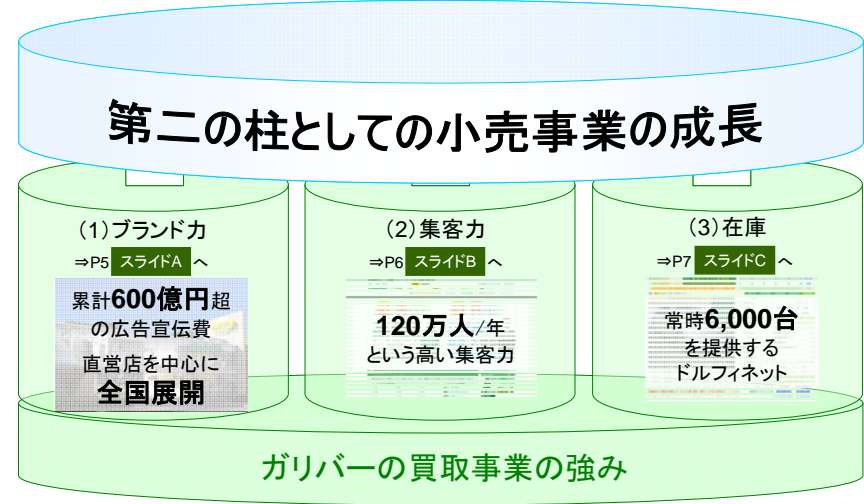 第二の柱としての小売事業の成長
(1)ブランド力
⇒P5 スライドA へ
累計600億円超
の広告宣伝費
直営店を中心に
全国展開
(2)集客力
⇒P6 スライドB へ
120万人/年
という高い集客力
(3)在庫
⇒P7 スライドC へ
常時6,000台
を提供する
ドルフィネット
ガリバーの買取事業の強み